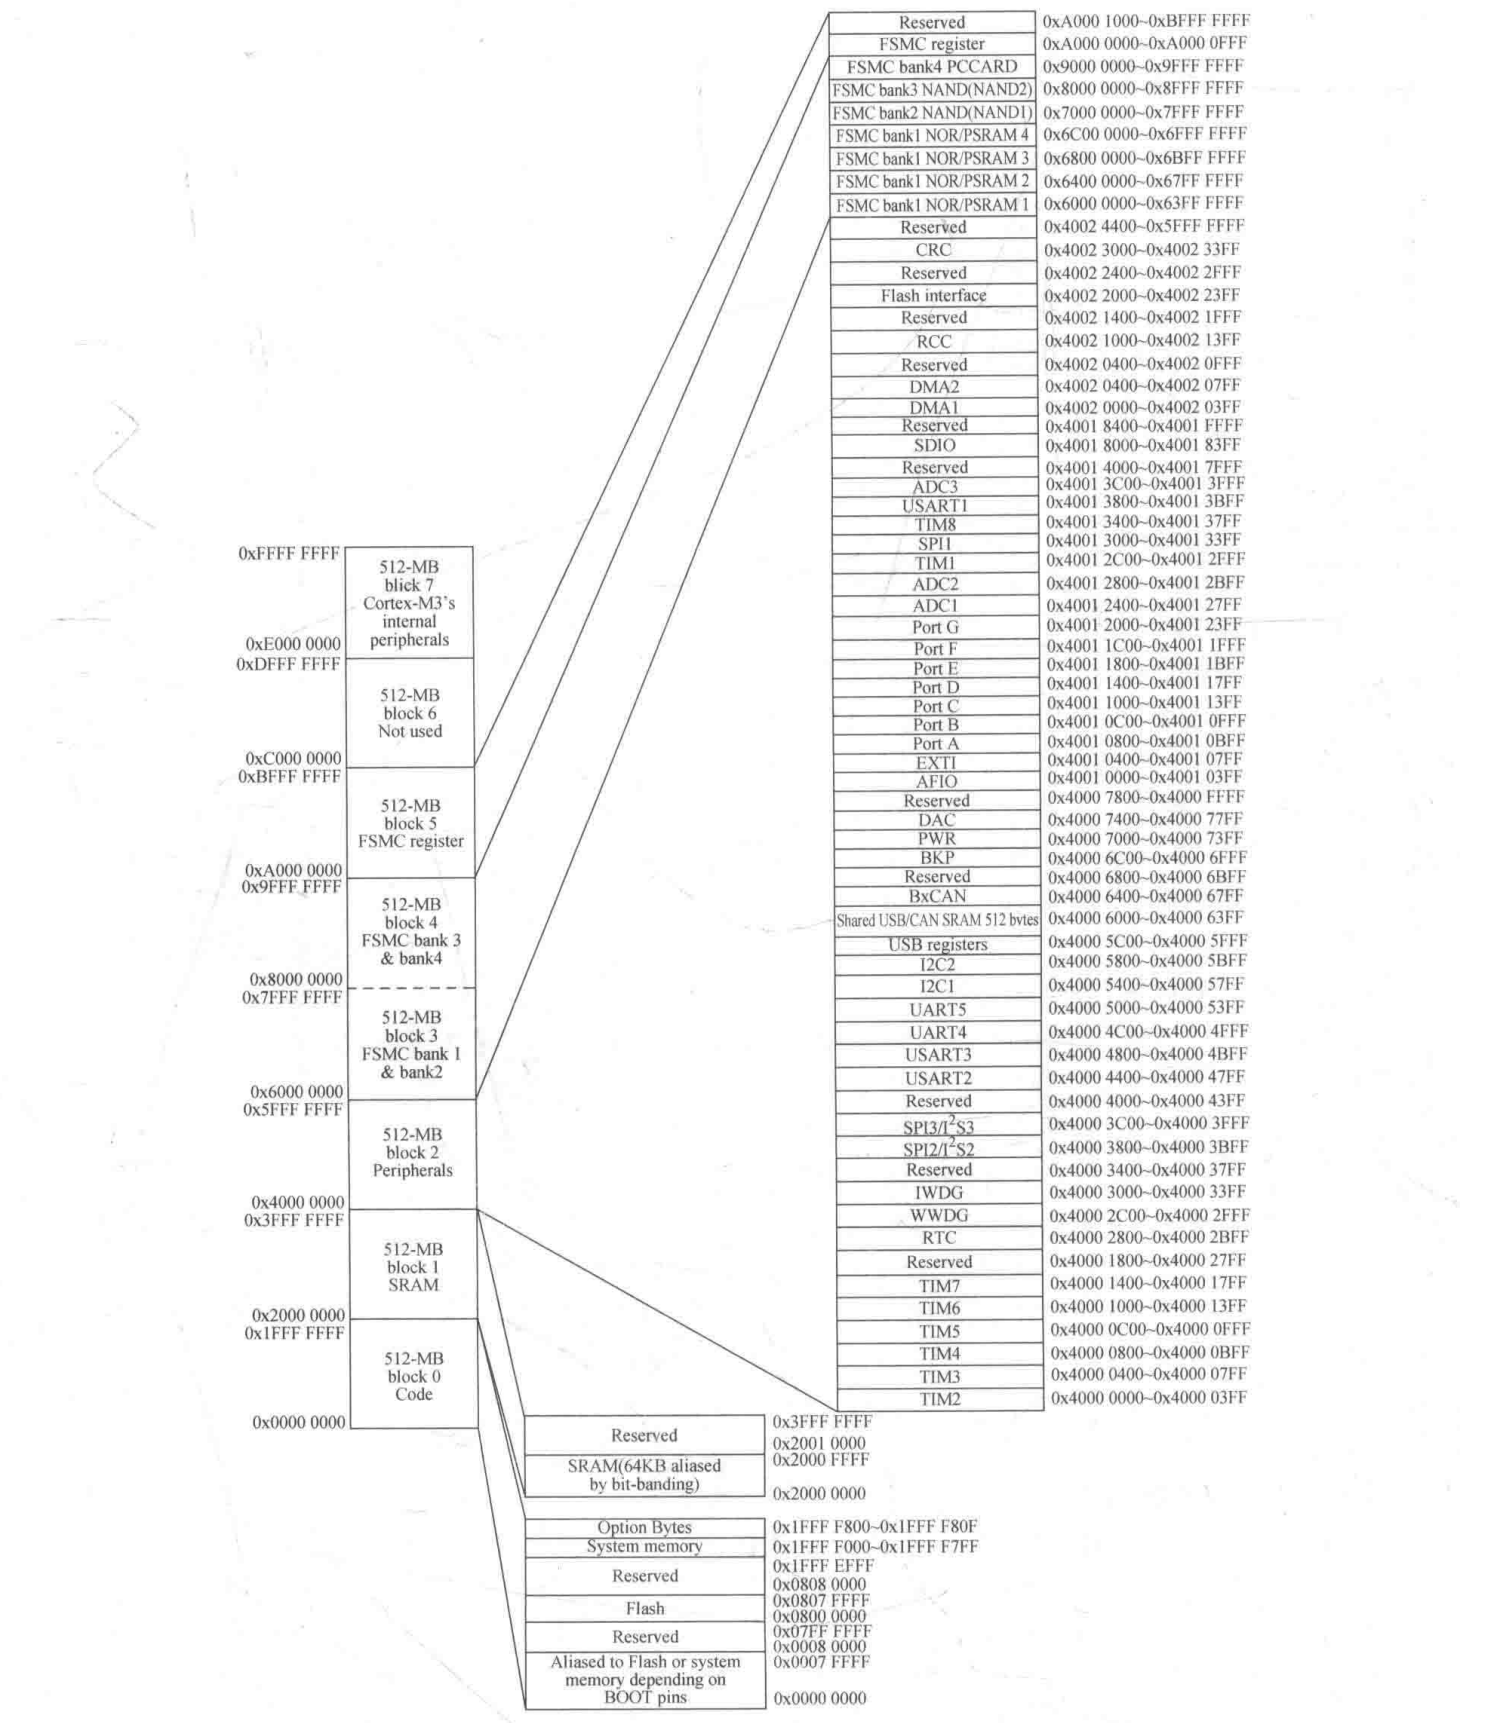 Reserved 0xA000 1000~0xBFFF FFFF
FSMC register 0xA000 0000~0xA000 0FFF
FSMC bank4 PCCARD 0x9000 0000~0x9FFF FFFF
FSMC bank3 NAND(NAND2) 0x8000 0000~0x8FFF FFFF
FSMC bank2 NAND(NAND1) 0x7000 0000~0x7FFF FFFF
FSMC bank1 NOR/PSRAM 4 0x6C00 0000~0x6FFF FFFF
FSMC bank1 NOR/PSRAM 3 0x6800 0000~0x6BFF FFFF
FSMC bank1 NOR/PSRAM 2 0x6400 0000~0x67FF FFFF
FSMC bank1 NOR/PSRAM 1 0x6000 0000~0x63FF FFFF
Reserved 0x4002 4400~0x5FFF FFFF
CRC 0x4002 3000~0x4002 33FF
Reserved 0x4002 2400~0x4002 2FFF
Flash interface 0x4002 2000~0x4002 23FF
Reserved 0x4002 1400~0x4002 1FFF
RCC 0x4002 1000~0x4002 13FF
Reserved 0x4002 0400~0x4002 0FFF
DMA2 0x4002 0400~0x4002 07FF
DMA1 0x4002 0000~0x4002 03FF
Reserved 0x4001 8400~0x4001 FFFF
SDIO 0x4001 8000~0x4001 83FF
Reserved 0x4001 4000~0x4001 7FFF
ADC3 0x4001 3C00~0x4001 3FFF
USART1 0x4001 3800~0x4001 3BFF
TIM8 0x4001 3400~0x4001 37FF
SPI1 0x4001 3000~0x4001 33FF
TIM1 0x4001 2C00~0x4001 2FFF
ADC2 0x4001 2800~0x4001 2BFF
ADC1 0x4001 2400~0x4001 27FF
Port G 0x4001 2000~0x4001 23FF
Port F 0x4001 1C00~0x4001 1FFF
Port E 0x4001 1800~0x4001 1BFF
Port D 0x4001 1400~0x4001 17FF
Port C 0x4001 1000~0x4001 13FF
Port B 0x4001 0C00~0x4001 0FFF
Port A 0x4001 0800~0x4001 0BFF
EXTI 0x4001 0400~0x4001 07FF
AFIO 0x4001 0000~0x4001 03FF
Reserved 0x4000 7800~0x4000 FFFF
DAC 0x4000 7400~0x4000 77FF
PWR 0x4000 7000~0x4000 73FF
BKP 0x4000 6C00~0x4000 6FFF
Reserved 0x4000 6800~0x4000 6BFF
BxCAN 0x4000 6400~0x4000 67FF
Shared USB/CAN SRAM 512 bytes 0x4000 6000~0x4000 63FF
USB registers 0x4000 5C00~0x4000 5FFF
I2C2 0x4000 5800~0x4000 5BFF
I2C1 0x4000 5400~0x4000 57FF
UART5 0x4000 5000~0x4000 53FF
UART4 0x4000 4C00~0x4000 4FFF
USART3 0x4000 4800~0x4000 4BFF
USART2 0x4000 4400~0x4000 47FF
Reserved 0x4000 4000~0x4000 43FF
SPI3/I²S3 0x4000 3C00~0x4000 3FFF
SPI2/I²S2 0x4000 3800~0x4000 3BFF
Reserved 0x4000 3400~0x4000 37FF
IWDG 0x4000 3000~0x4000 33FF
WWDG 0x4000 2C00~0x4000 2FFF
RTC 0x4000 2800~0x4000 2BFF
Reserved 0x4000 1800~0x4000 27FF
TIM7 0x4000 1400~0x4000 17FF
TIM6 0x4000 1000~0x4000 13FF
TIM5 0x4000 0C00~0x4000 0FFF
TIM4 0x4000 0800~0x4000 0BFF
TIM3 0x4000 0400~0x4000 07FF
TIM2 0x4000 0000~0x4000 03FF
0xFFFF FFFF
512-MB
blick 7
Cortex-M3's
internal
peripherals
0xE000 0000
0xDFFF FFFF
512-MB
block 6
Not used
0xC000 0000
0xBFFF FFFF
512-MB
block 5
FSMC register
0xA000 0000
0x9FFF FFFF
512-MB
block 4
FSMC bank 3
& bank4
0x8000 0000
0x7FFF FFFF
512-MB
block 3
FSMC bank 1
& bank2
0x6000 0000
0x5FFF FFFF
512-MB
block 2
Peripherals
0x4000 0000
0x3FFF FFFF
512-MB
block 1
SRAM
0x2000 0000
0x1FFF FFFF
512-MB
block 0
Code
0x0000 0000
0x3FFF FFFF
Reserved
0x2001 0000
0x2000 FFFF
SRAM(64KB aliased
by bit-banding)
0x2000 0000
Option Bytes 0x1FFF F800~0x1FFF F80F
System memory 0x1FFF F000~0x1FFF F7FF
0x1FFF EFFF
Reserved
0x0808 0000
0x0807 FFFF
Flash
0x0800 0000
0x07FF FFFF
Reserved
0x0008 0000
Aliased to Flash or system 0x0007 FFFF
memory depending on
BOOT pins 0x0000 0000